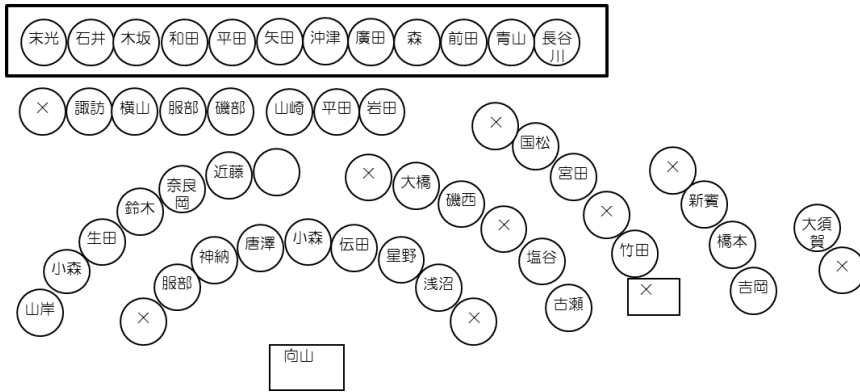 末光 石井 木坂 和田 平田 矢田 沖津 廣田 森 前田 青山 長谷川
× 諏訪 横山 服部 磯部 山崎 平田 岩田
× 国松 宮田 × 竹田 ×
× 新賓 橋本 吉岡
大須賀 ×
× 大橋 磯西 × 塩谷 古瀬
山岸 小森 生田 鈴木 奈良岡 近藤
× 服部 神納 唐澤 小森 伝田 星野 浅沼 ×
向山